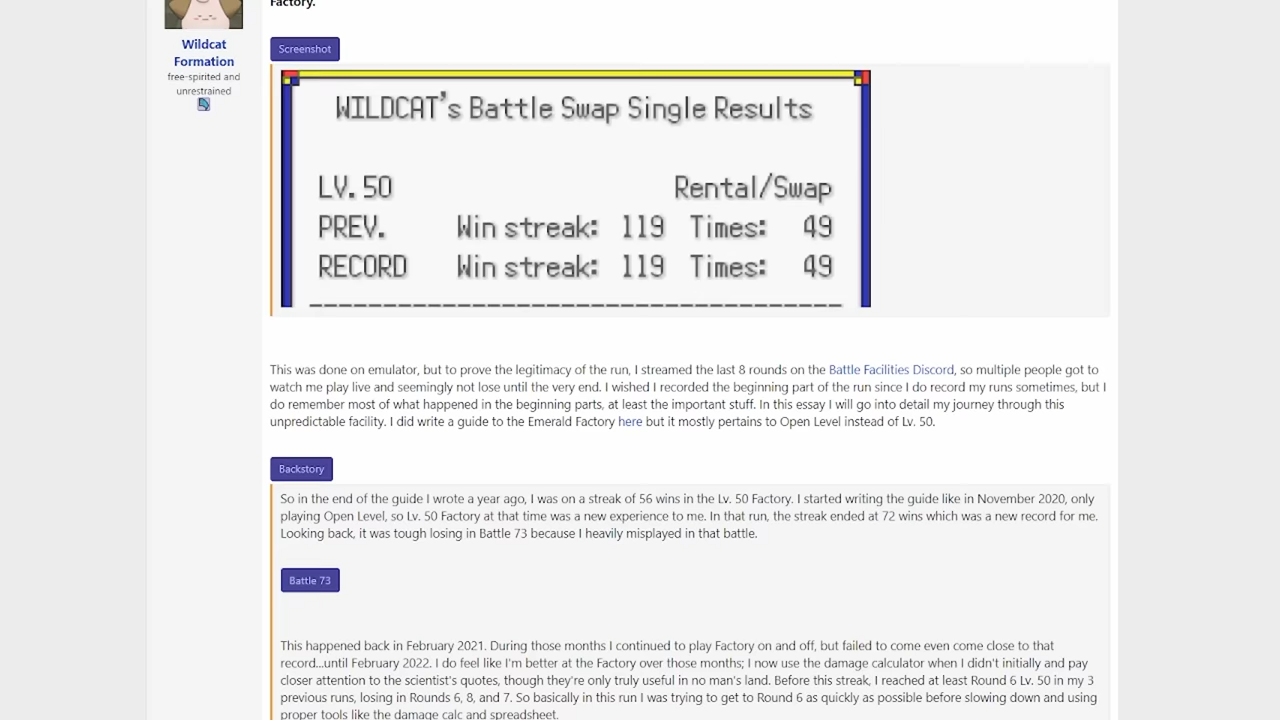 Factory.
Wildcat
Formation
free-spirited and
unrestrained
Screenshot
WILDCAT's Battle Swap Single Results
LV. 50 Rental/Swap
PREV. Win streak: 119 Times: 49
RECORD Win streak: 119 Times: 49
This was done on emulator, but to prove the legitimacy of the run, I streamed the last 8 rounds on the Battle Facilities Discord, so multiple people got to
watch me play live and seemingly not lose until the very end. I wished I recorded the beginning part of the run since I do record my runs sometimes, but I
do remember most of what happened in the beginning parts, at least the important stuff. In this essay I will go into detail my journey through this
unpredictable facility. I did write a guide to the Emerald Factory here but it mostly pertains to Open Level instead of Lv. 50.
Backstory
So in the end of the guide I wrote a year ago, I was on a streak of 56 wins in the Lv. 50 Factory. I started writing the guide like in November 2020, only
playing Open Level, so Lv. 50 Factory at that time was a new experience to me. In that run, the streak ended at 72 wins which was a new record for me.
Looking back, it was tough losing in Battle 73 because I heavily misplayed in that battle.
Battle 73
This happened back in February 2021. During those months I continued to play Factory on and off, but failed to come even come close to that
record...until February 2022. I do feel like I'm better at the Factory over those months; I now use the damage calculator when I didn't initially and pay
closer attention to the scientist's quotes, though they're only truly useful in no man's land. Before this streak, I reached at least Round 6 Lv. 50 in my 3
previous runs, losing in Rounds 6, 8, and 7. So basically in this run I was trying to get to Round 6 as quickly as possible before slowing down and using
proper tools like the damage calc and spreadsheet.